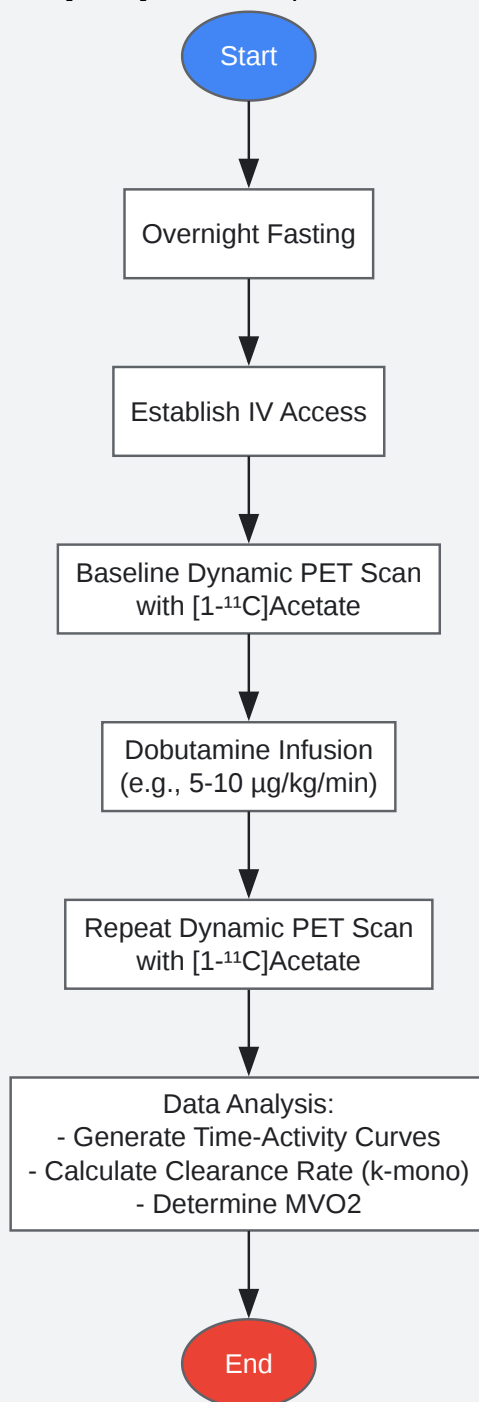 Start
Overnight Fasting
Establish IV Access
Baseline Dynamic PET Scan
with [1-¹¹C]Acetate
Dobutamine Infusion
(e.g., 5-10 µg/kg/min)
Repeat Dynamic PET Scan
with [1-¹¹C]Acetate
Data Analysis:
- Generate Time-Activity Curves
- Calculate Clearance Rate (k-mono)
- Determine MVO2
End